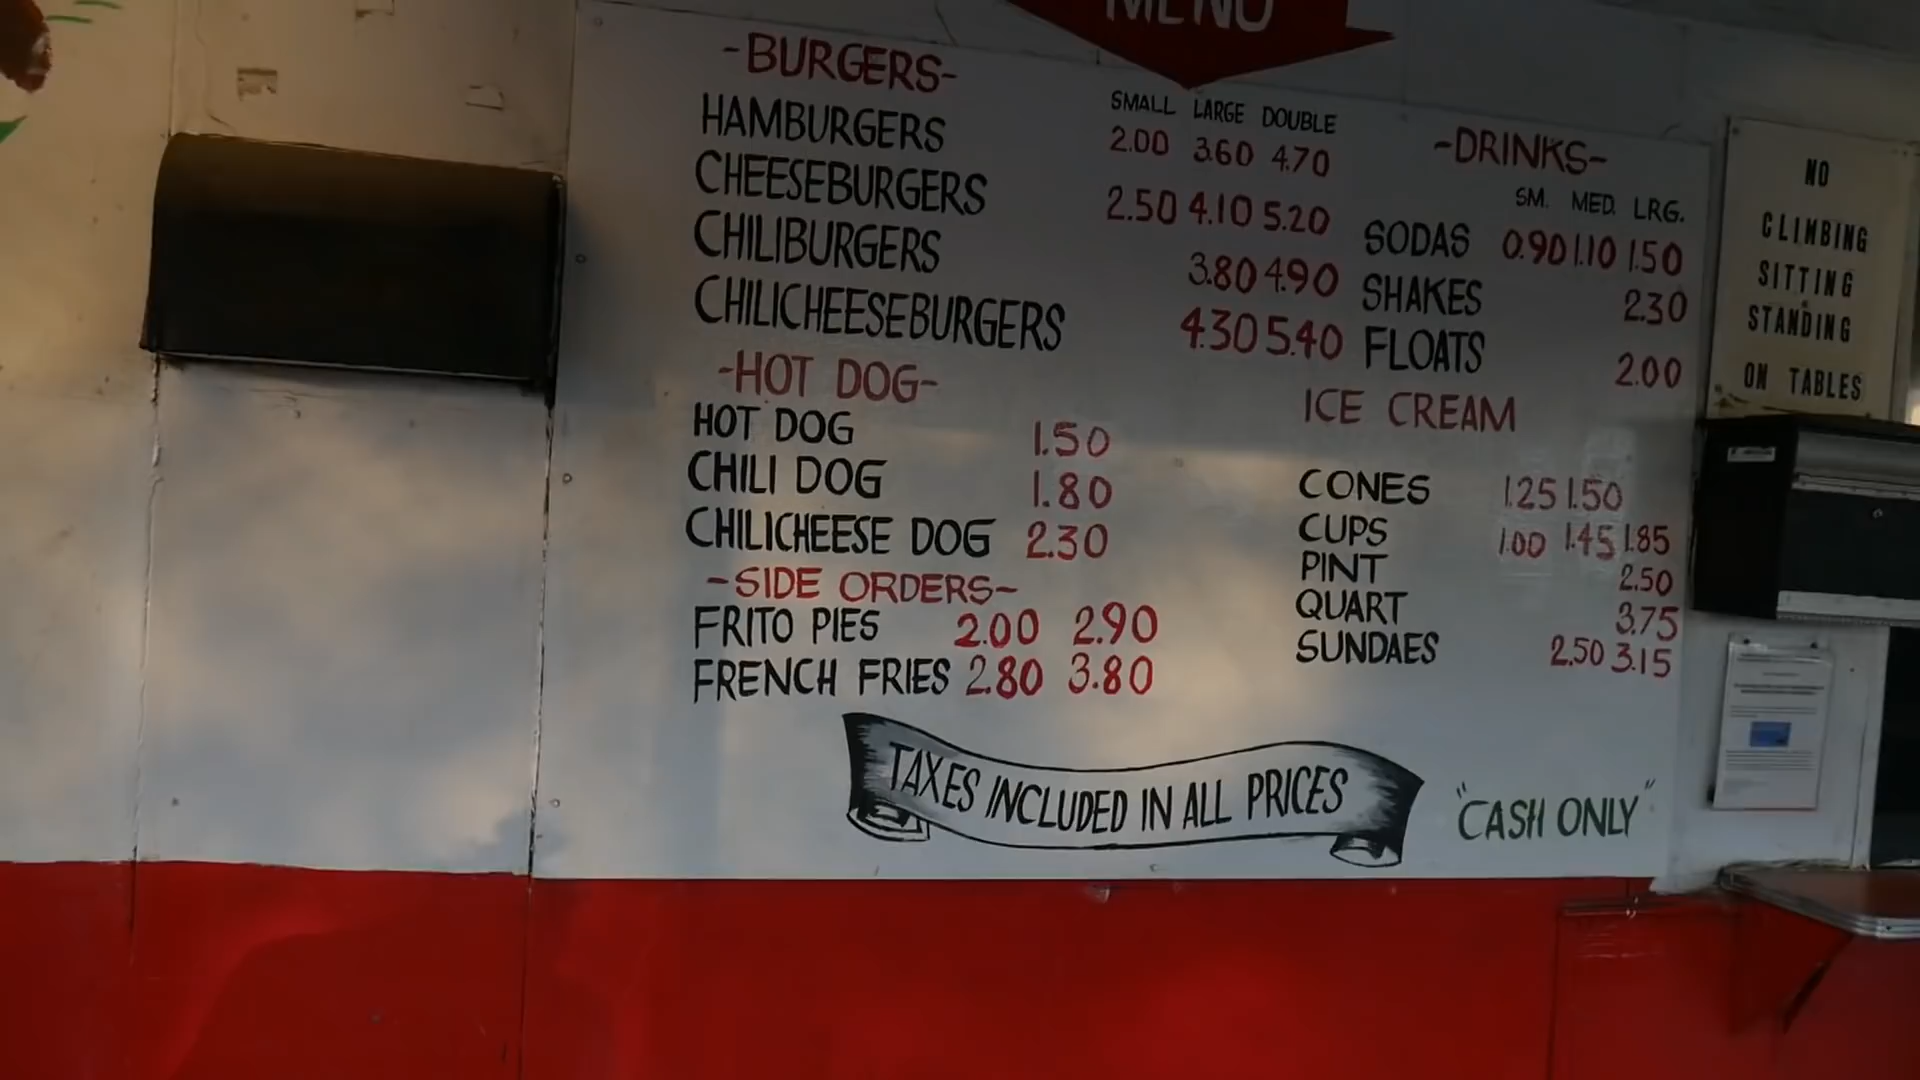 MENU
-BURGERS-
SMALL LARGE DOUBLE
HAMBURGERS 2.00 3.60 4.70
CHEESEBURGERS 2.50 4.10 5.20
CHILIBURGERS 3.80 4.90
CHILICHEESEBURGERS 4.30 5.40
-HOT DOG-
HOT DOG 1.50
CHILI DOG 1.80
CHILICHEESE DOG 2.30
-SIDE ORDERS-
FRITO PIES 2.00 2.90
FRENCH FRIES 2.80 3.80
-DRINKS-
SM. MED. LRG.
SODAS 0.90 1.10 1.50
SHAKES 2.30
FLOATS 2.00
ICE CREAM
CONES 1.25 1.50
CUPS 1.00 1.45 1.85
PINT 2.50
QUART 3.75
SUNDAES 2.50 3.15
TAXES INCLUDED IN ALL PRICES
"CASH ONLY"
NO
CLIMBING
SITTING
STANDING
ON TABLES